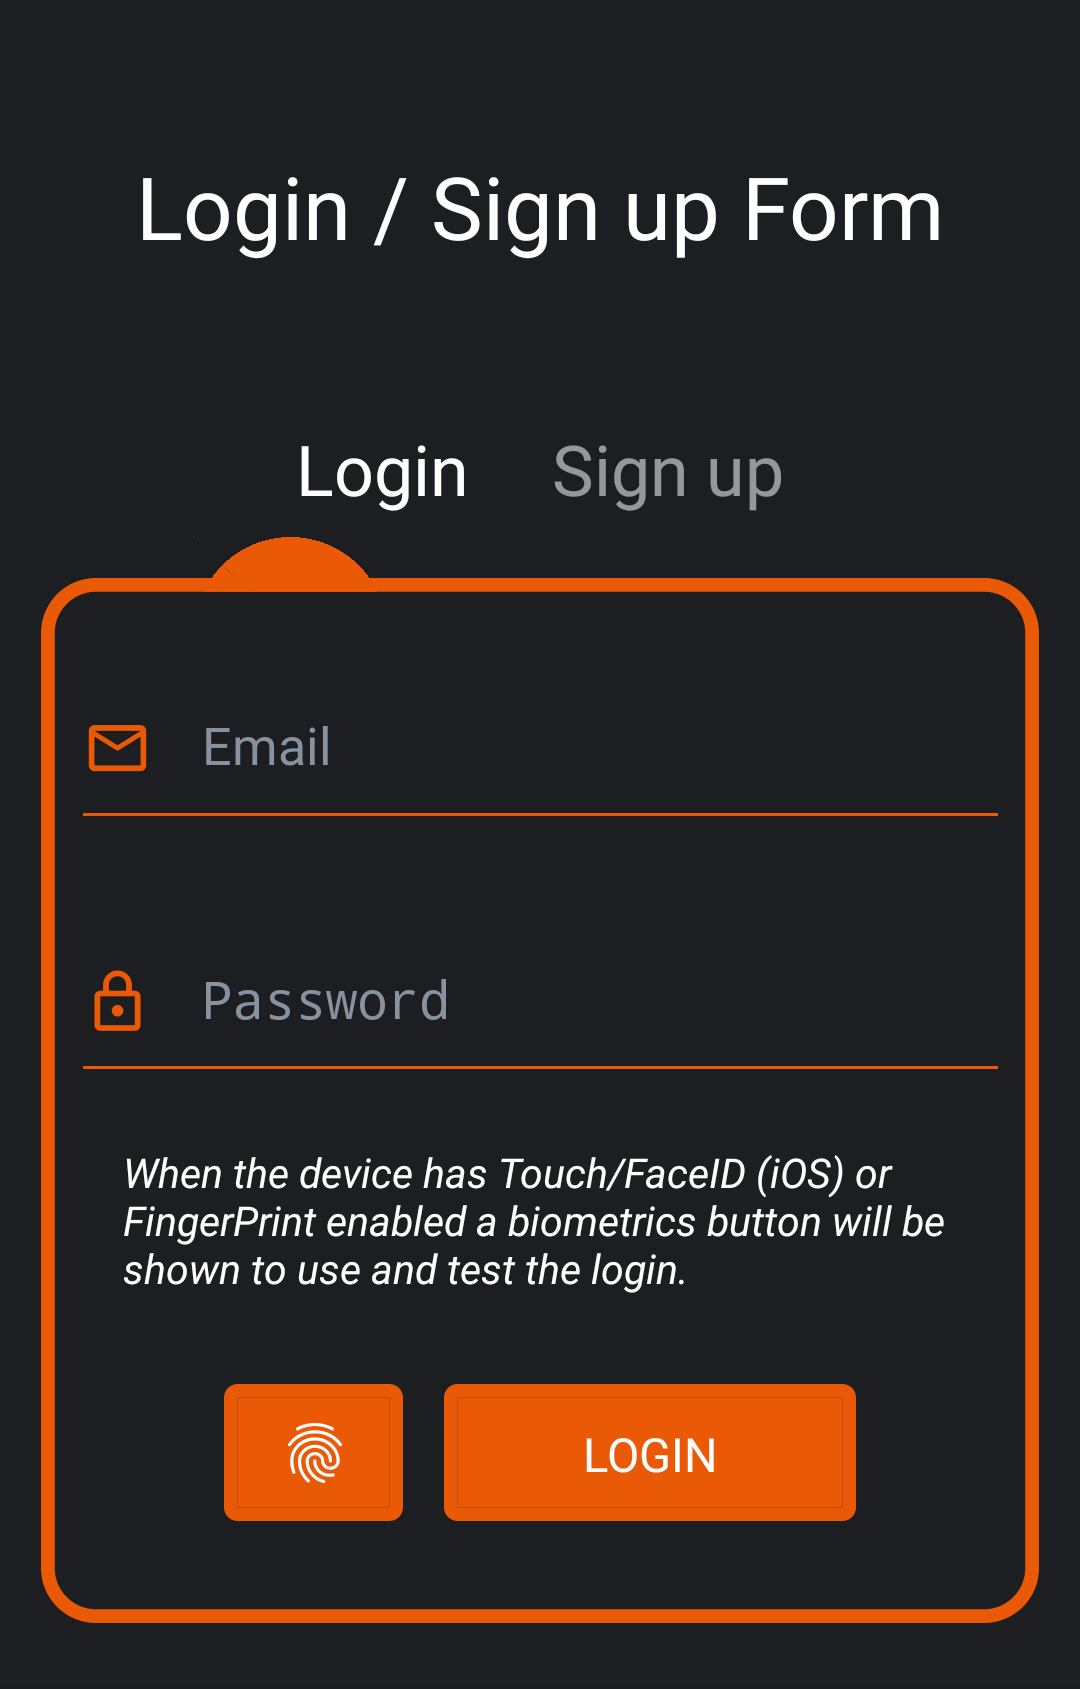 Login / Sign up Form
Login Sign up
Email
Password
When the device has Touch/FaceID (iOS) or
FingerPrint enabled a biometrics button will be
shown to use and test the login.
LOGIN